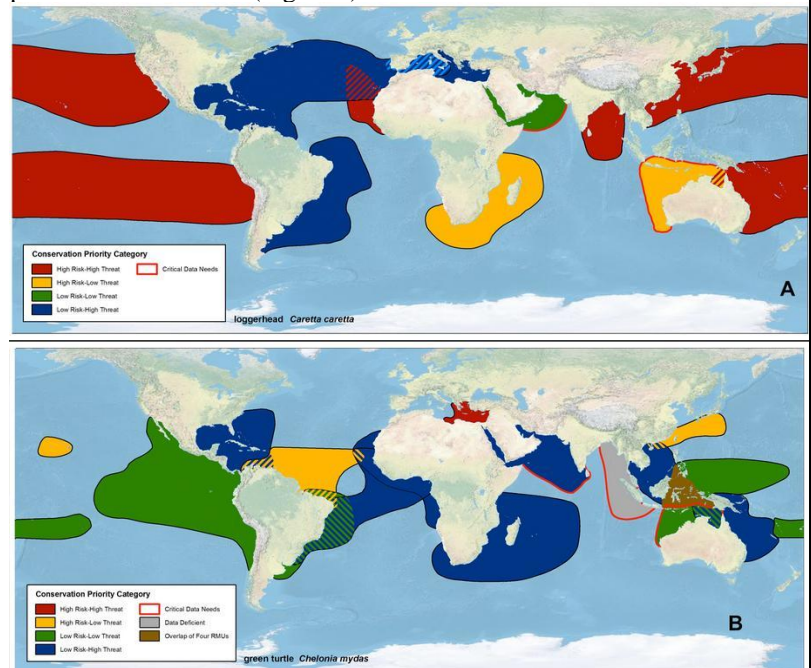 Conservation Priority Category
High Risk-High Threat
Critical Data Needs
High Risk-Low Threat
Low Risk-Low Threat
Low Risk-High Threat
loggerhead Caretta caretta
A
Conservation Priority Category
High Risk-High Threat
Critical Data Needs
High Risk-Low Threat
Data Deficient
Low Risk-Low Threat
Overlap of Four RMUs
Low Risk-High Threat
green turtle Chelonia mydas
B